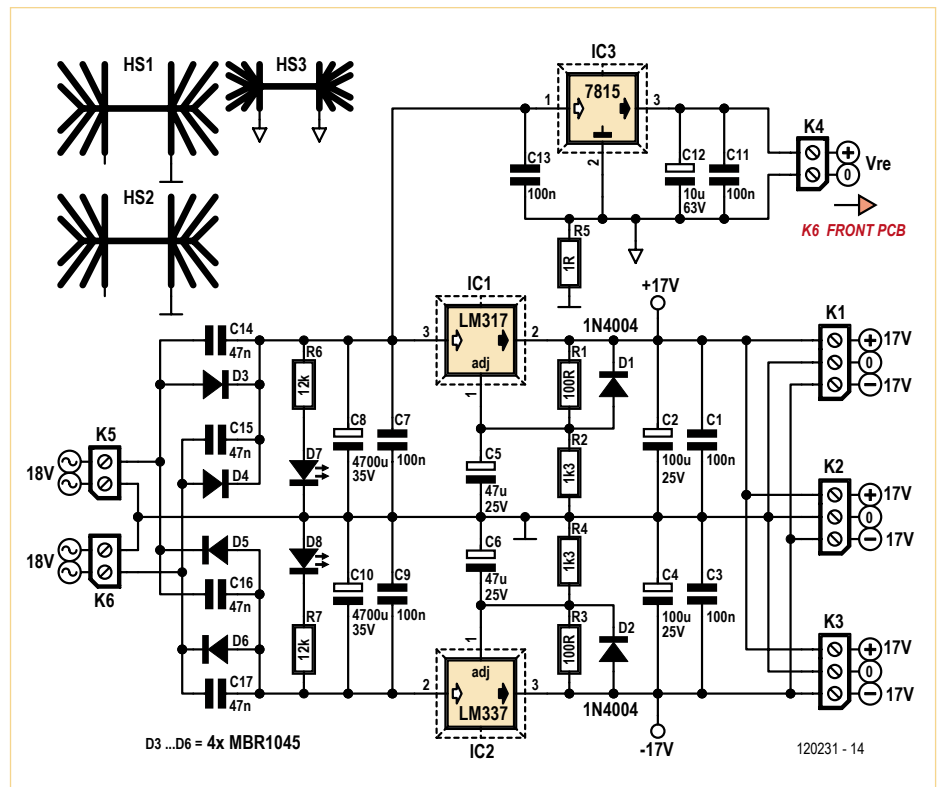 HS1
HS3
HS2
IC3
7815
1
3
2
C13
100n
C12
10u
63V
C11
100n
K4
+
0
Vre
K6 FRONT PCB
R5
1R
IC1
LM317
adj
3
2
1
+17V
1N4004
C14
47n
D3
C15
47n
D4
K5
18V
18V
K6
D5
C16
47n
D6
C17
47n
R6
12k
D7
C8
4700u
35V
C7
100n
C5
47u
25V
R1
100R
D1
R2
1k3
C2
100u
25V
C1
100n
K1
+ 17V
0
− 17V
K2
+ 17V
0
− 17V
K3
+ 17V
0
− 17V
D8
R7
12k
C10
4700u
35V
C9
100n
C6
47u
25V
R4
1k3
R3
100R
D2
C4
100u
25V
C3
100n
1
adj
LM337
2
3
IC2
1N4004
-17V
D3 ...D6 = 4x MBR1045
120231 - 14